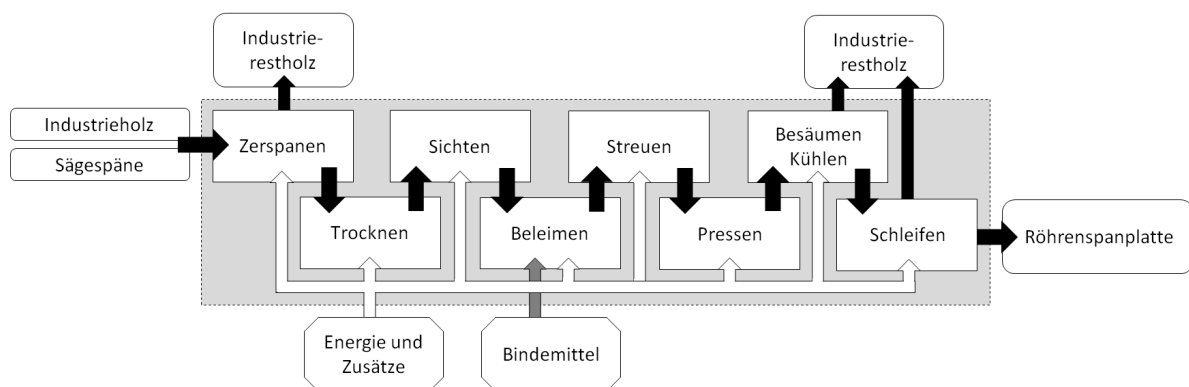 Industrie-
restholz
Industrie-
restholz
Industrieholz
Sägespäne
Zerspanen
Sichten
Streuen
Besäumen
Kühlen
Trocknen
Beleimen
Pressen
Schleifen
Röhrenspanplatte
Energie und
Zusätze
Bindemittel